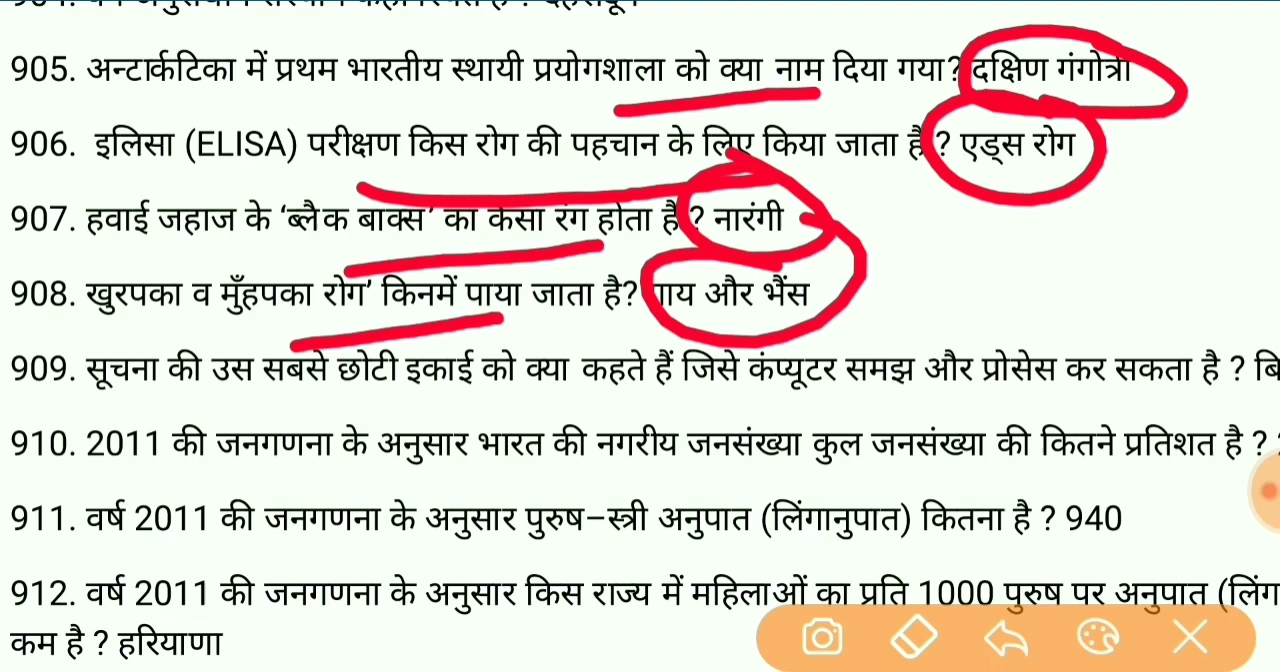 905. अन्टार्कटिका में प्रथम भारतीय स्थायी प्रयोगशाला को क्या नाम दिया गया? दक्षिण गंगोत्री
906. इलिसा (ELISA) परीक्षण किस रोग की पहचान के लिए किया जाता है ? एड्स रोग
907. हवाई जहाज के ‘ब्लैक बाक्स’ का कैसा रंग होता है ? नारंगी
908. खुरपका व मुँहपका रोग’ किनमें पाया जाता है? गाय और भैंस
909. सूचना की उस सबसे छोटी इकाई को क्या कहते हैं जिसे कंप्यूटर समझ और प्रोसेस कर सकता है ?
910. 2011 की जनगणना के अनुसार भारत की नगरीय जनसंख्या कुल जनसंख्या की कितने प्रतिशत है ?
911. वर्ष 2011 की जनगणना के अनुसार पुरुष–स्त्री अनुपात (लिंगानुपात) कितना है ? 940
912. वर्ष 2011 की जनगणना के अनुसार किस राज्य में महिलाओं का प्रति 1000 पुरुष पर अनुपात
कम है ? हरियाणा